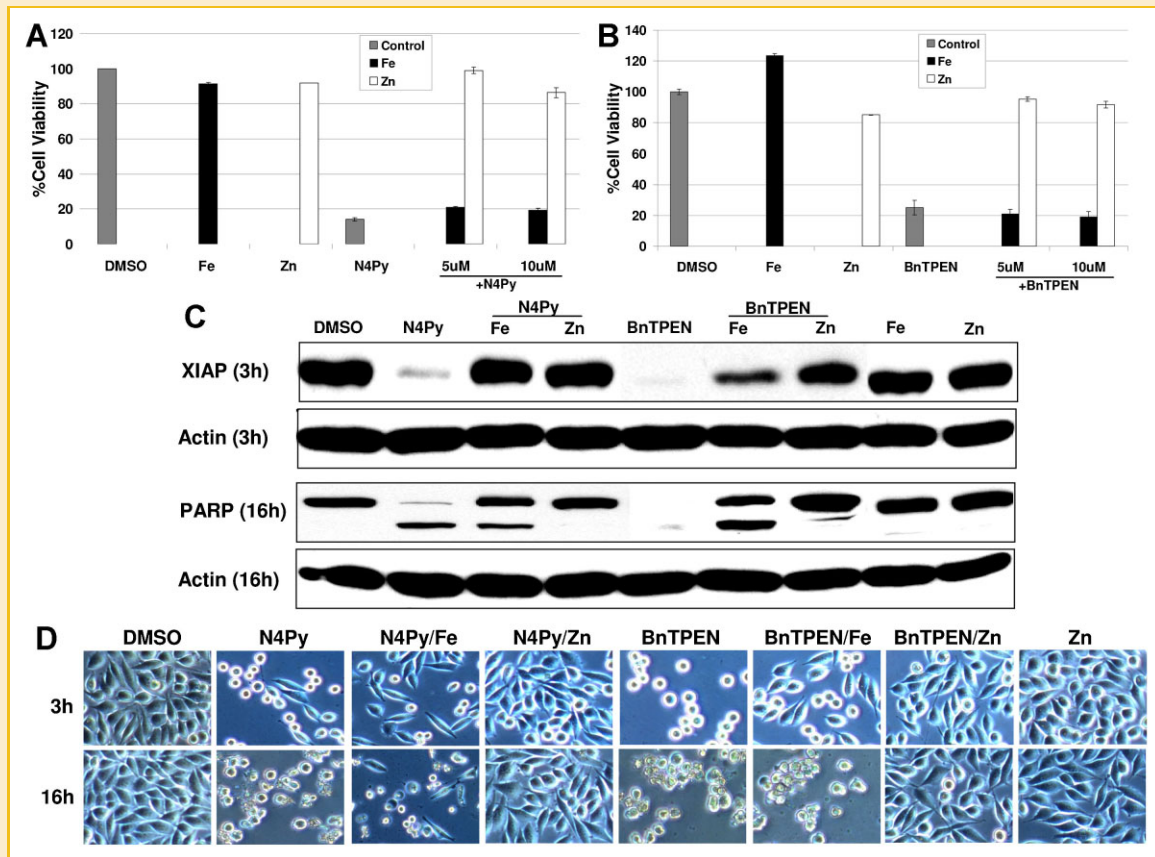 A
120
100
80
60
40
20
0
%Cell Viability
Control
Fe
Zn
DMSO Fe Zn N4Py 5uM 10uM
+N4Py
B
140
120
100
80
60
40
20
0
%Cell Viability
Control
Fe
Zn
DMSO Fe Zn BnTPEN 5uM 10uM
+BnTPEN
C
N4Py BnTPEN
DMSO N4Py Fe Zn BnTPEN Fe Zn Fe Zn
XIAP (3h)
Actin (3h)
PARP (16h)
Actin (16h)
D
DMSO N4Py N4Py/Fe N4Py/Zn BnTPEN BnTPEN/Fe BnTPEN/Zn Zn
3h
16h